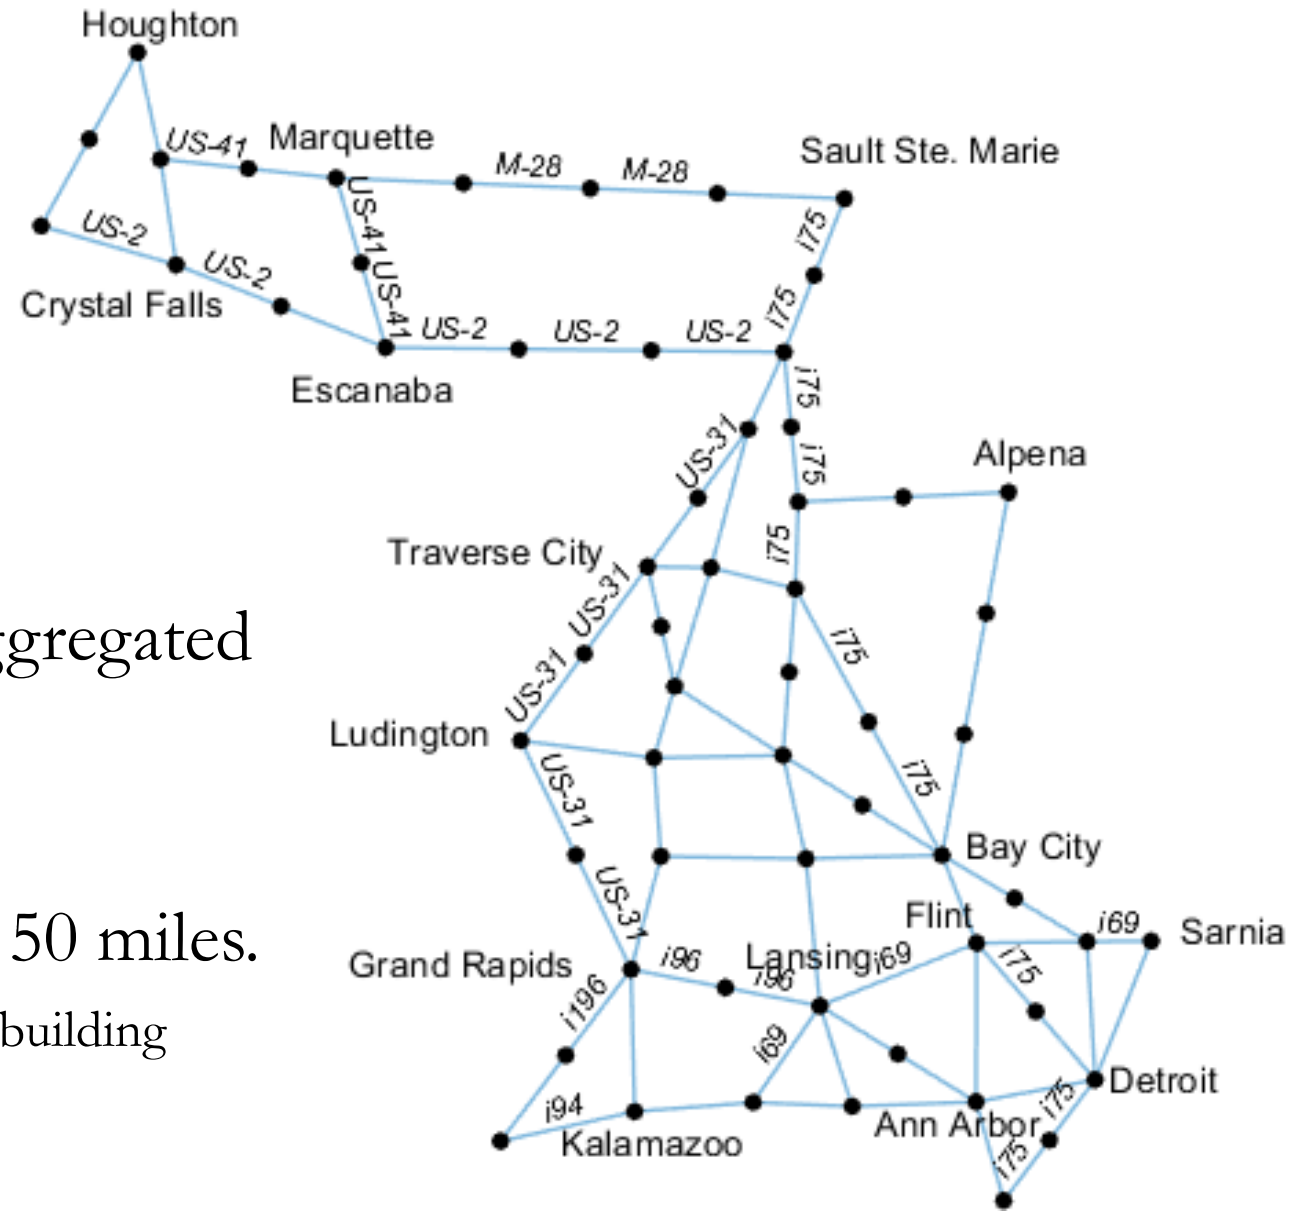 Houghton
US-41
Marquette
M-28
M-28
Sault Ste. Marie
US-2
US-2
US-41
US-41
i75
i75
Crystal Falls
US-2
US-2
US-2
Escanaba
i75
US-31
i75
Alpena
Traverse City
i75
US-31
ggregated
i75
US-31
Ludington
US-31
i75
Bay City
US-31
Flint
i69
Sarnia
50 miles.
Grand Rapids
i96
Lansing
i96
i69
i75
i196
building
i69
Detroit
i94
Ann Arbor
i75
Kalamazoo
i75